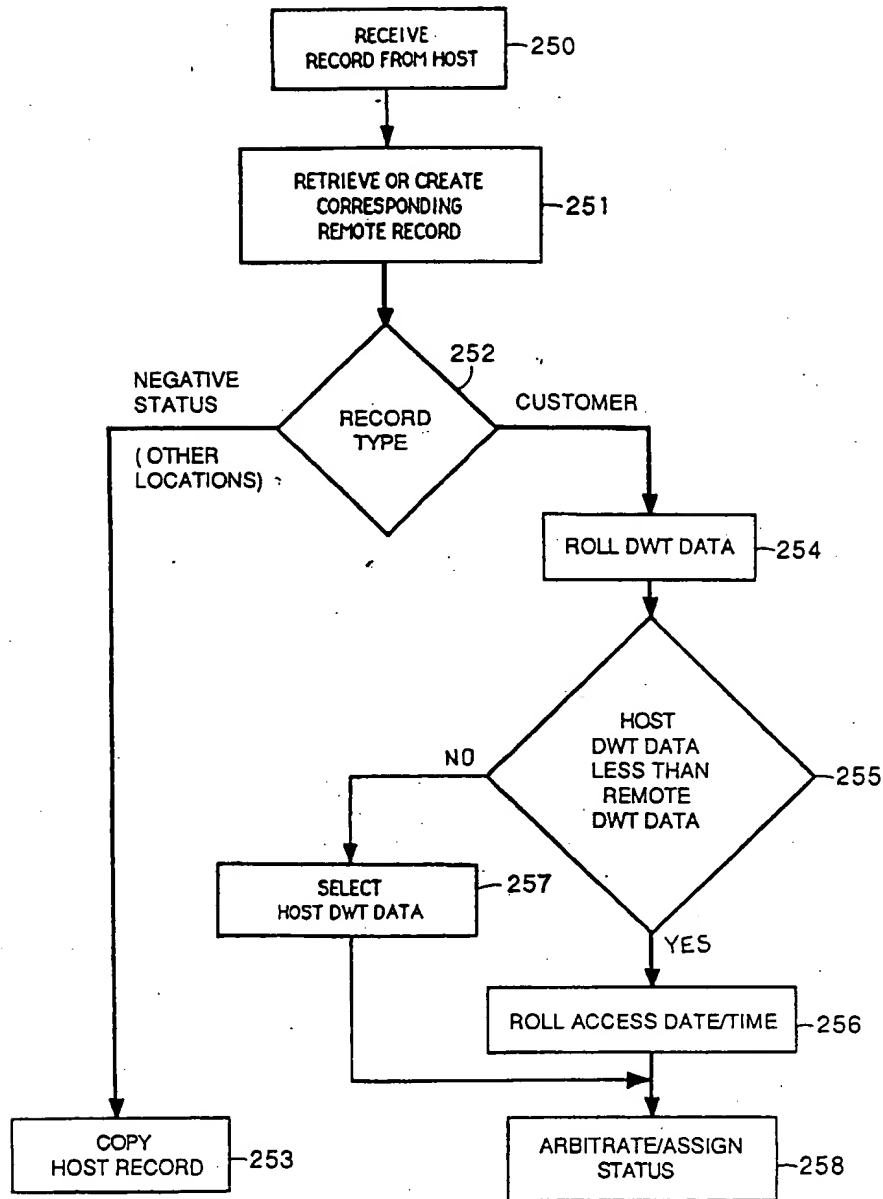 RECEIVE
RECORD FROM HOST
250
RETRIEVE OR CREATE
CORRESPONDING
REMOTE RECORD
251
252
NEGATIVE
STATUS
(OTHER
LOCATIONS)
RECORD
TYPE
CUSTOMER
ROLL DWT DATA
254
HOST
DWT DATA
LESS THAN
REMOTE
DWT DATA
255
NO
SELECT
HOST DWT DATA
257
YES
ROLL ACCESS DATE/TIME
256
COPY
HOST RECORD
253
ARBITRATE/ASSIGN
STATUS
258